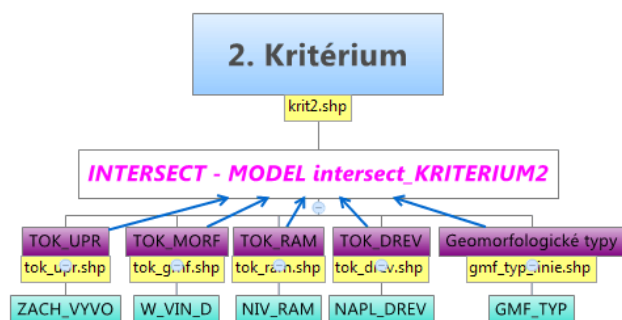 2. Kritérium
krit2.shp
INTERSECT - MODEL intersect_KRITERIUM2
TOK_UPR TOK_MORF TOK_RAM TOK_DREV Geomorfologické typy
tok_upr.shp tok_gmf.shp tok_ram.shp tok_drev.shp gmf_typ_linie.shp
ZACH_VYVO W_VIN_D NIV_RAM NAPL_DREV GMF_TYP